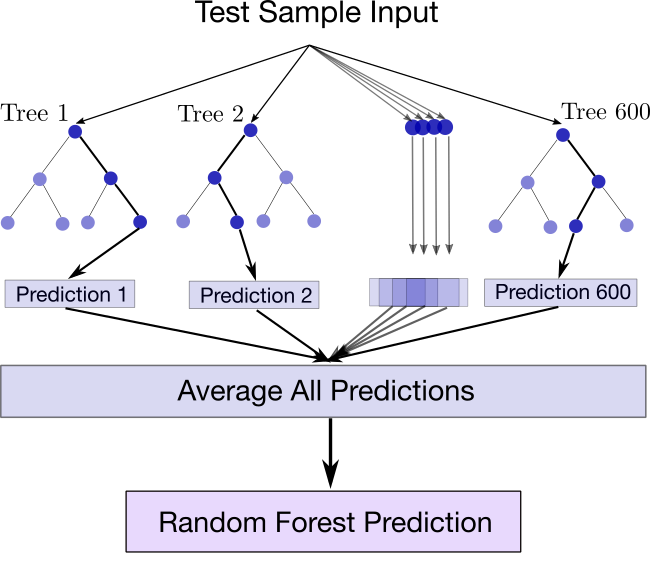 Test Sample Input
Tree 1
Tree 2
Tree 600
Prediction 1
Prediction 2
Prediction 600
Average All Predictions
Random Forest Prediction